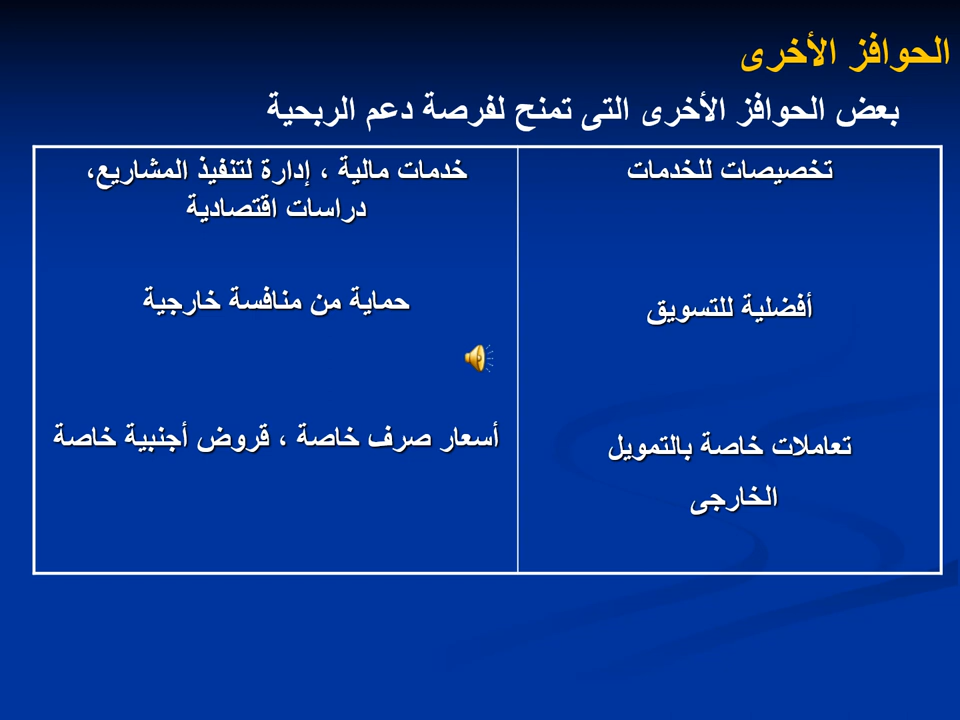 الحوافز الأخرى
بعض الحوافز الأخرى التى تمنح لفرصة دعم الربحية
تخصيصات للخدمات
خدمات مالية ، إدارة لتنفيذ المشاريع،
دراسات اقتصادية
أفضلية للتسويق
حماية من منافسة خارجية
تعاملات خاصة بالتمويل
الخارجى
أسعار صرف خاصة ، قروض أجنبية خاصة